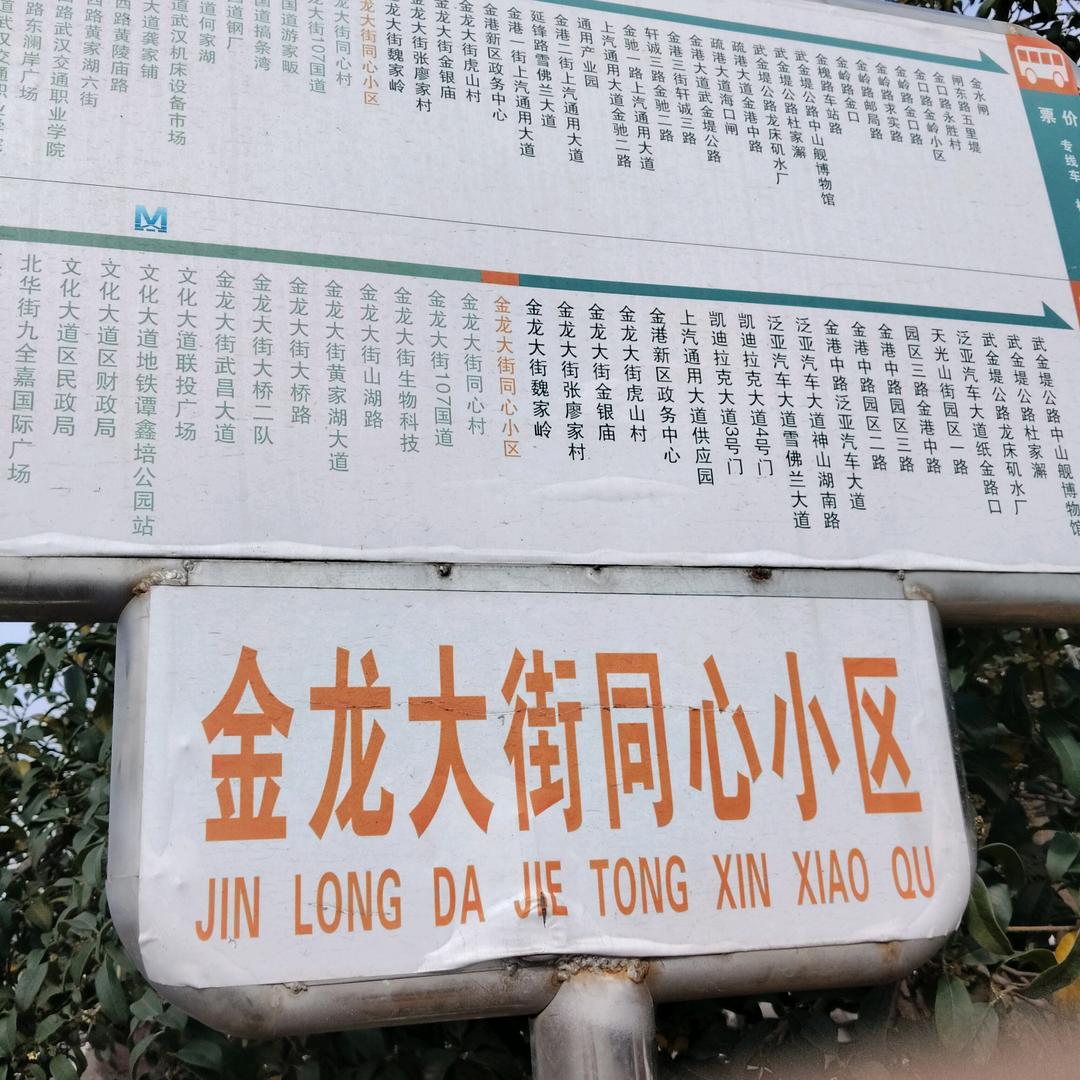 武汉交通职业学院
西路黄家湖六街
西路黄陵庙路
大道龚家铺
道武汉机床设备市场
道何家湖
道钢厂
国道搞条湾
国道游家畈
龙大街107国道
龙大街同心村
龙大街同心小区
金龙大街魏家岭
金龙大街张廖家村
金龙大街金银庙
金龙大街虎山村
金港新区政务中心
金港一街上汽通用大道
延锋路雪佛兰大道
金港二街上汽通用大道
通用产业园
上汽通用大道金驰二路
金驰一路上汽通用大道
轩诚三路金驰二路
金港三街轩诚三路
金港大道武金堤公路
疏港大道海口闸
疏港大道金港中路
武金堤公路龙床矶水厂
武金堤公路杜家澥
武金堤公路中山舰博物馆
金槐路车站路
金岭路金口
金岭路邮局路
金岭路求实路
金岭路金口路
金口路金岭小区
金口路永胜村
闸东路五里堤
金水闸
票价
专线车
北华街九全嘉国际广场
文化大道区民政局
文化大道区财政局
文化大道地铁谭鑫培公园站
文化大道联投广场
金龙大街武昌大道
金龙大街大桥二队
金龙大街大桥路
金龙大街黄家湖大道
金龙大街山湖路
金龙大街生物科技
金龙大街107国道
金龙大街同心村
金龙大街同心小区
金龙大街魏家岭
金龙大街张廖家村
金龙大街金银庙
金龙大街虎山村
金港新区政务中心
上汽通用大道供应园
凯迪拉克大道3号门
凯迪拉克大道4号门
泛亚汽车大道雪佛兰大道
泛亚汽车大道神山湖南路
金港中路泛亚汽车大道
金港中路园区二路
金港中路园区三路
园区三路金港中路
天光山街园区一路
泛亚汽车大道纸金路口
武金堤公路龙床矶水厂
武金堤公路杜家澥
武金堤公路中山舰博物馆
金龙大街同心小区
JIN LONG DA JIE TONG XIN XIAO QU